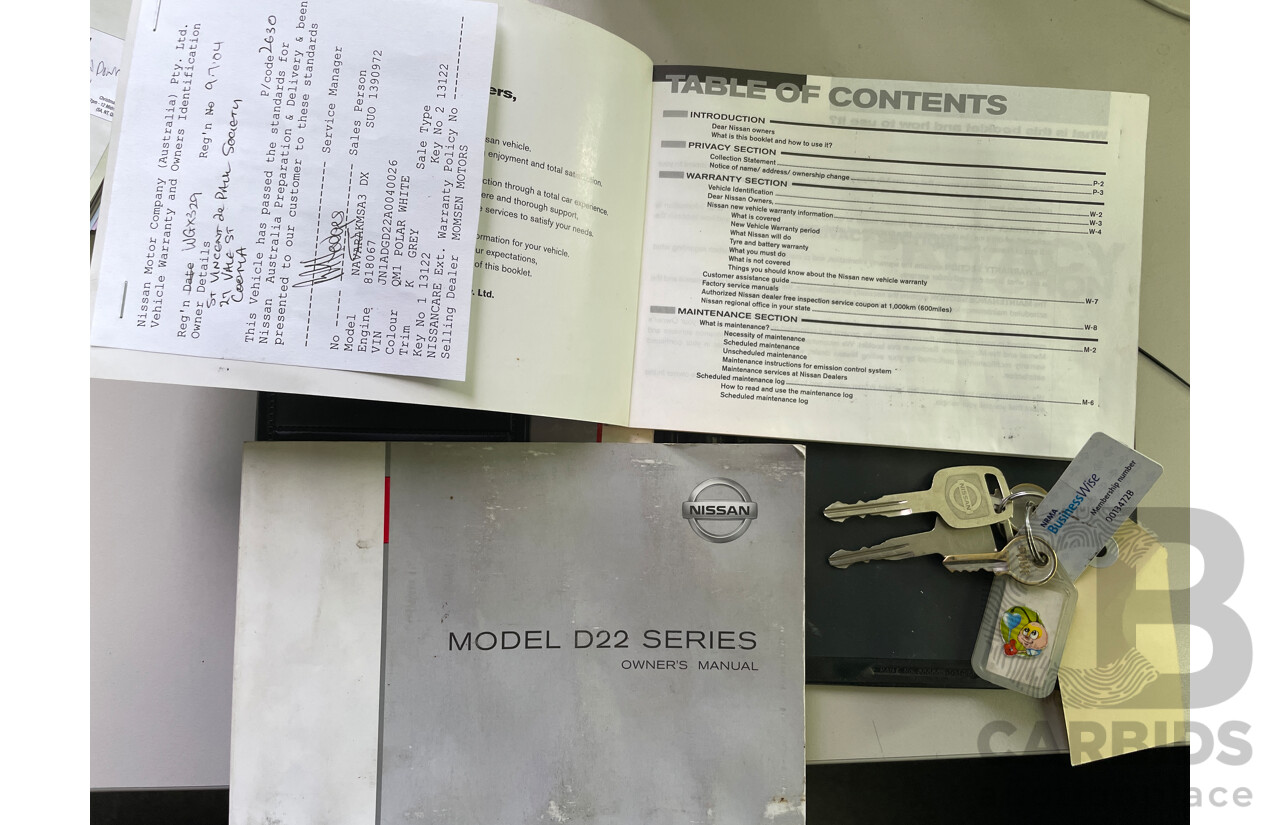 Nissan Motor Company (Australia) Pty. Ltd.
Vehicle Warranty and Owners Identification
Reg'n Date WGX329 Reg'n No 9/7/04
Owner Details
ST VINCENT de PAUL SOCIETY
VALE ST
COOMA P/code 2630
This Vehicle has passed the standards for
Nissan Australia Preparation & Delivery & been
presented to our customer to these standards
No Service Manager
Model NAVARAKMSA3 DX Sales Person
Engine 818067 SUO 1390972
VIN JN1ADGD22A0040026
Colour QM1 POLAR WHITE
Trim K GREY Sale Type
Key No 1 13122 Key No 2 13122
NISSANCARE Ext. Warranty Policy No
Selling Dealer MOMSEN MOTORS
ers,
san vehicle.
enjoyment and total satisfaction.
ction through a total car experience.
ere and thorough support,
services to satisfy your needs.
ormation for your vehicle.
ur expectations,
of this booklet.
. Ltd.
TABLE OF CONTENTS
INTRODUCTION
Dear Nissan owners
What is this booklet and how to use it?
PRIVACY SECTION
Collection Statement P-2
Notice of name/ address/ ownership change P-3
WARRANTY SECTION
Vehicle Identification W-2
Dear Nissan Owners, W-3
Nissan new vehicle warranty information W-4
What is covered
New Vehicle Warranty period
What Nissan will do
Tyre and battery warranty
What you must do
What is not covered
Things you should know about the Nissan new vehicle warranty
Customer assistance guide W-7
Factory service manuals
Authorized Nissan dealer free inspection service coupon at 1,000km (600miles)
Nissan regional office in your state W-8
MAINTENANCE SECTION
What is maintenance? M-2
Necessity of maintenance
Scheduled maintenance
Unscheduled maintenance
Maintenance instructions for emission control system
Maintenance services at Nissan Dealers
Scheduled maintenance log M-6
How to read and use the maintenance log
Scheduled maintenance log
NISSAN
MODEL D22 SERIES
OWNER'S MANUAL
NRMA
BusinessWise
Membership number
00134728
B
CARBIDS
ace